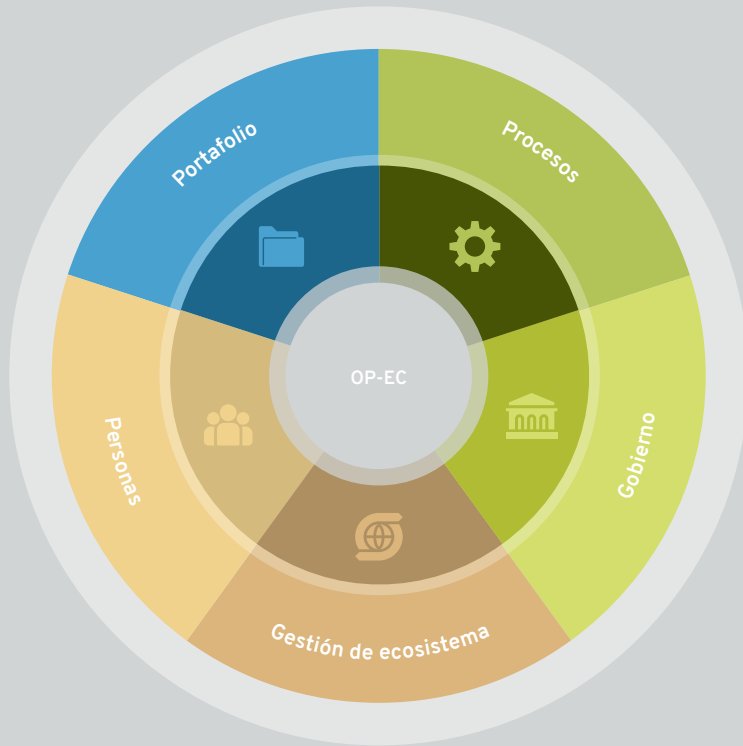 Portafolio
Procesos
OP-EC
Personas
Gobierno
Gestión de ecosistema